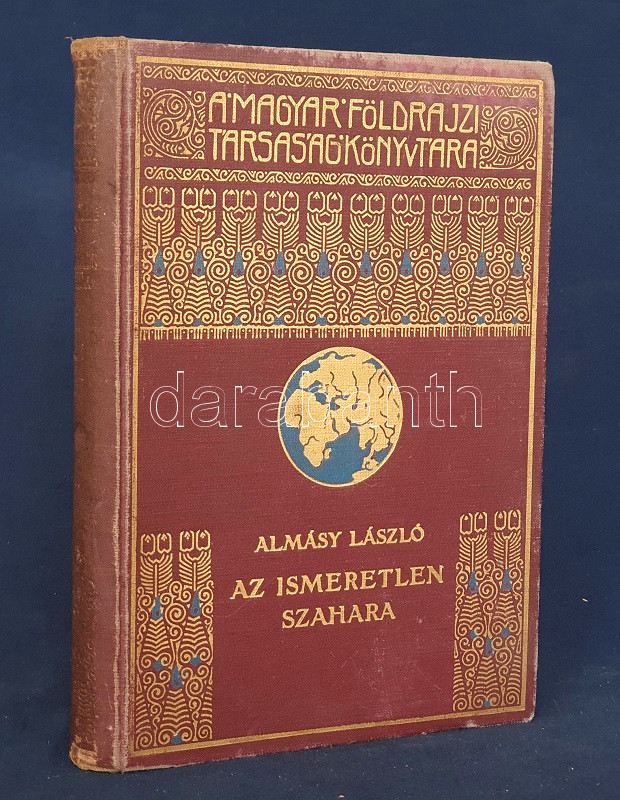 A MAGYAR FÖLDRAJZI
TÁRSASÁG KÖNYVTÁRA
darabanth
ALMÁSY LÁSZLÓ
AZ ISMERETLEN
SZAHARA